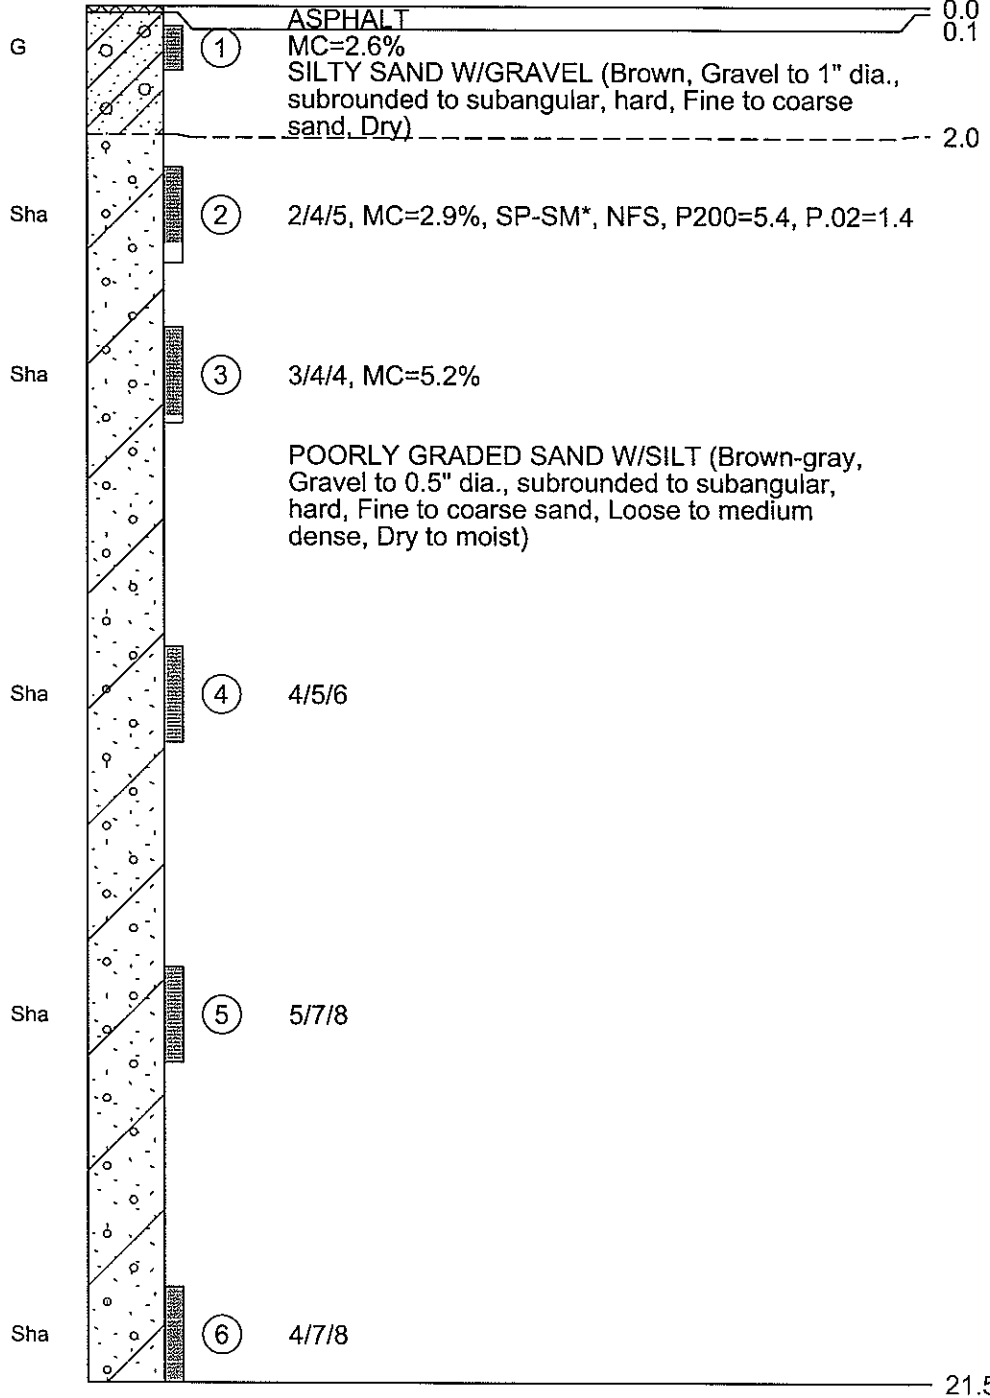 0.0
ASPHALT
0.1
G
1
MC=2.6%
SILTY SAND W/GRAVEL (Brown, Gravel to 1" dia.,
subrounded to subangular, hard, Fine to coarse
sand, Dry)
2.0
Sha
2
2/4/5, MC=2.9%, SP-SM*, NFS, P200=5.4, P.02=1.4
Sha
3
3/4/4, MC=5.2%
POORLY GRADED SAND W/SILT (Brown-gray,
Gravel to 0.5" dia., subrounded to subangular,
hard, Fine to coarse sand, Loose to medium
dense, Dry to moist)
Sha
4
4/5/6
Sha
5
5/7/8
Sha
6
4/7/8
21.5